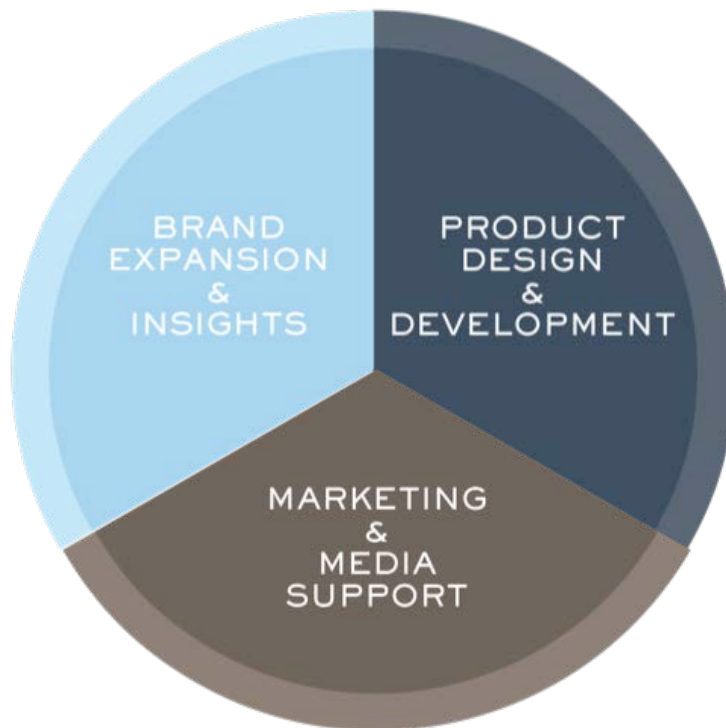 BRAND
EXPANSION
&
INSIGHTS
PRODUCT
DESIGN
&
DEVELOPMENT
MARKETING
&
MEDIA
SUPPORT